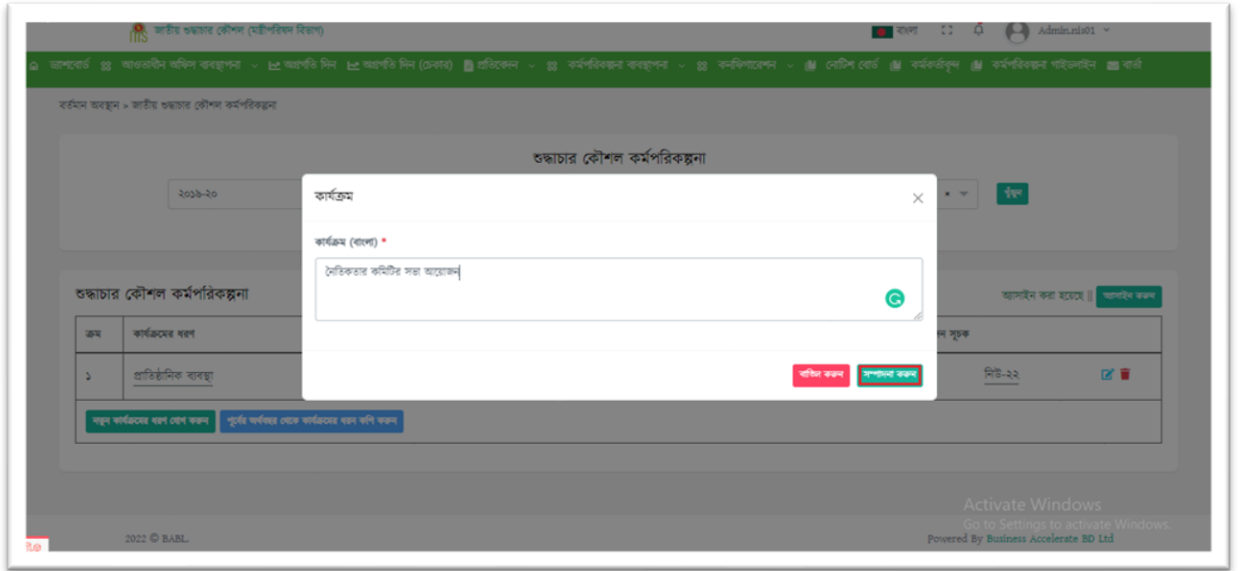 জাতীয় শুদ্ধাচার কৌশল (মন্ত্রীপরিষদ বিভাগ)
বাংলা
Admin.nis01
ড্যাশবোর্ড আওতাধীন অফিস ব্যবস্থাপনা অগ্রগতি দিন অগ্রগতি দিন (চেকার) প্রতিবেদন কর্মপরিকল্পনা ব্যবস্থাপনা কনফিগারেশন নোটিশ বোর্ড কর্মকর্তাবৃন্দ কর্মপরিকল্পনা গাইডলাইন বার্তা
বর্তমান অবস্থান » জাতীয় শুদ্ধাচার কৌশল কর্মপরিকল্পনা
শুদ্ধাচার কৌশল কর্মপরিকল্পনা
২০১৯-২০
খুঁজুন
কার্যক্রম
কার্যক্রম (বাংলা) *
নৈতিকতার কমিটির সভা আয়োজন
বাতিল করুন সম্পাদনা করুন
শুদ্ধাচার কৌশল কর্মপরিকল্পনা
অ্যাসাইন করা হয়েছে || অ্যাসাইন করুন
ক্রম কার্যক্রমের ধরণ সূচক
১ প্রাতিষ্ঠানিক ব্যবস্থা নিউ-২২
নতুন কার্যক্রমের ধরণ যোগ করুন পূর্বের অর্থবছর থেকে কার্যক্রমের ধরন কপি করুন
Activate Windows
Go to Settings to activate Windows.
2022 © BABL.
Powered By Business Accelerate BD Ltd